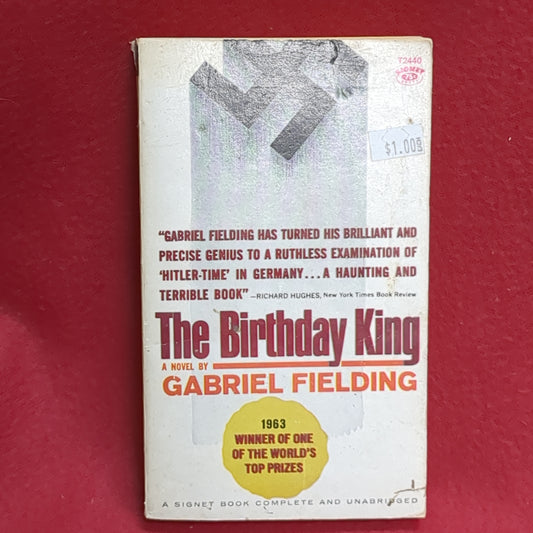 T2440
SIGNET
$1.00
"GABRIEL FIELDING HAS TURNED HIS BRILLIANT AND
PRECISE GENIUS TO A RUTHLESS EXAMINATION OF
'HITLER-TIME' IN GERMANY...A HAUNTING AND
TERRIBLE BOOK" —RICHARD HUGHES, New York Times Book Review
The Birthday King
A NOVEL BY
GABRIEL FIELDING
1963
WINNER OF ONE
OF THE WORLD'S
TOP PRIZES
A SIGNET BOOK COMPLETE AND UNABRIDGED